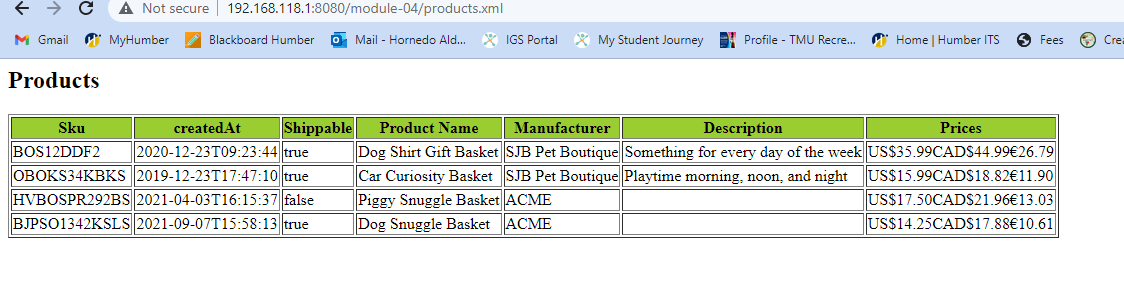 Not secure 192.168.118.1:8080/module-04/products.xml
Gmail MyHumber Blackboard Humber Mail - Hornedo Ald... IGS Portal My Student Journey Profile - TMU Recre... Home | Humber ITS Fees Crea
Products
Sku createdAt Shippable Product Name Manufacturer Description Prices
BOS12DDF2 2020-12-23T09:23:44 true Dog Shirt Gift Basket SJB Pet Boutique Something for every day of the week US$35.99CAD$44.99€26.79
OBOKS34KBKS 2019-12-23T17:47:10 true Car Curiosity Basket SJB Pet Boutique Playtime morning, noon, and night US$15.99CAD$18.82€11.90
HVBOSPR292BS 2021-04-03T16:15:37 false Piggy Snuggle Basket ACME US$17.50CAD$21.96€13.03
BJPSO1342KSLS 2021-09-07T15:58:13 true Dog Snuggle Basket ACME US$14.25CAD$17.88€10.61